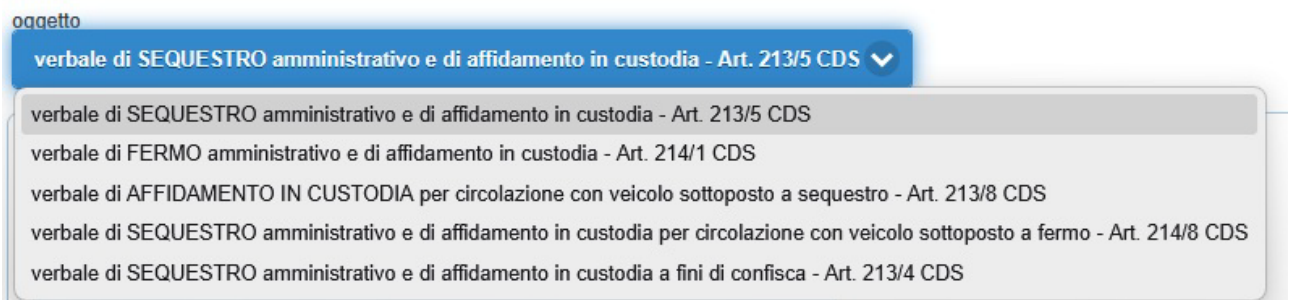 oggetto
verbale di SEQUESTRO amministrativo e di affidamento in custodia - Art. 213/5 CDS
verbale di SEQUESTRO amministrativo e di affidamento in custodia - Art. 213/5 CDS
verbale di FERMO amministrativo e di affidamento in custodia - Art. 214/1 CDS
verbale di AFFIDAMENTO IN CUSTODIA per circolazione con veicolo sottoposto a sequestro - Art. 213/8 CDS
verbale di SEQUESTRO amministrativo e di affidamento in custodia per circolazione con veicolo sottoposto a fermo - Art. 214/8 CDS
verbale di SEQUESTRO amministrativo e di affidamento in custodia a fini di confisca - Art. 213/4 CDS